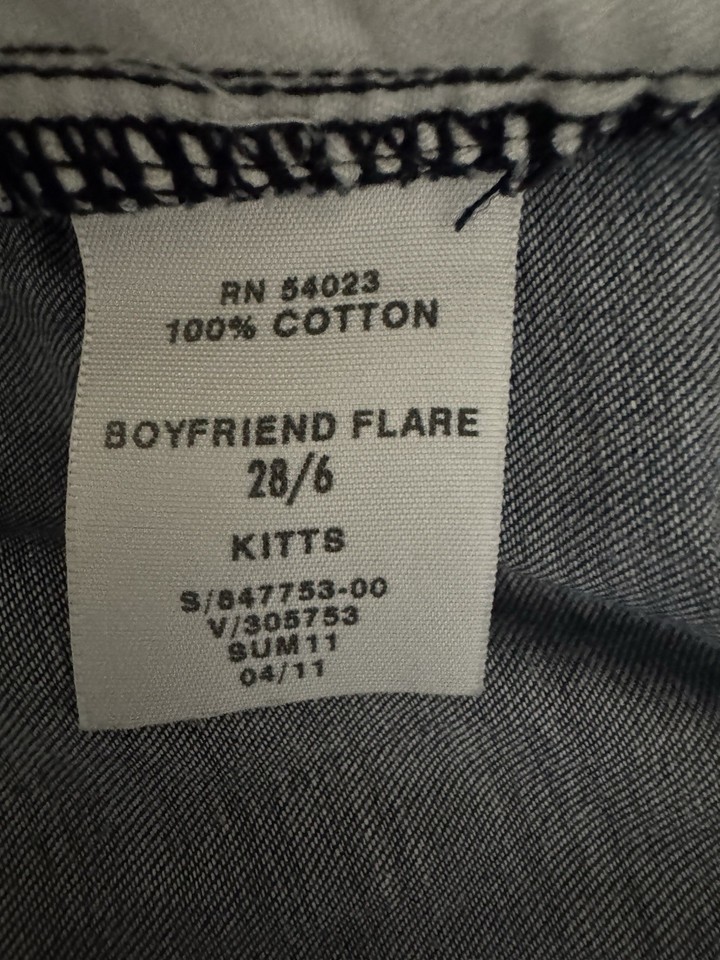 RN 54023
100% COTTON
BOYFRIEND FLARE
28/6
KITTS
S/847753-00
V/305753
SUM11
04/11